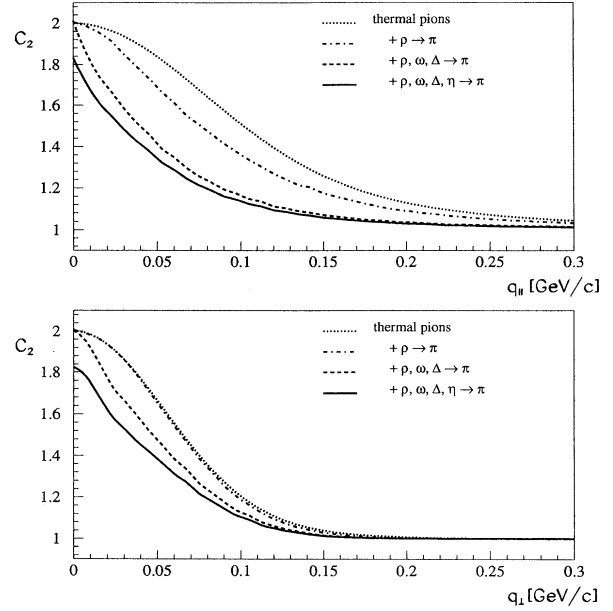 C₂
2
1.8
1.6
1.4
1.2
1
thermal pions
+ ρ → π
+ ρ, ω, Δ → π
+ ρ, ω, Δ, η → π
0 0.05 0.1 0.15 0.2 0.25 0.3
q∥ [GeV/c]
C₂
2
1.8
1.6
1.4
1.2
1
thermal pions
+ ρ → π
+ ρ, ω, Δ → π
+ ρ, ω, Δ, η → π
0 0.05 0.1 0.15 0.2 0.25 0.3
q⊥ [GeV/c]